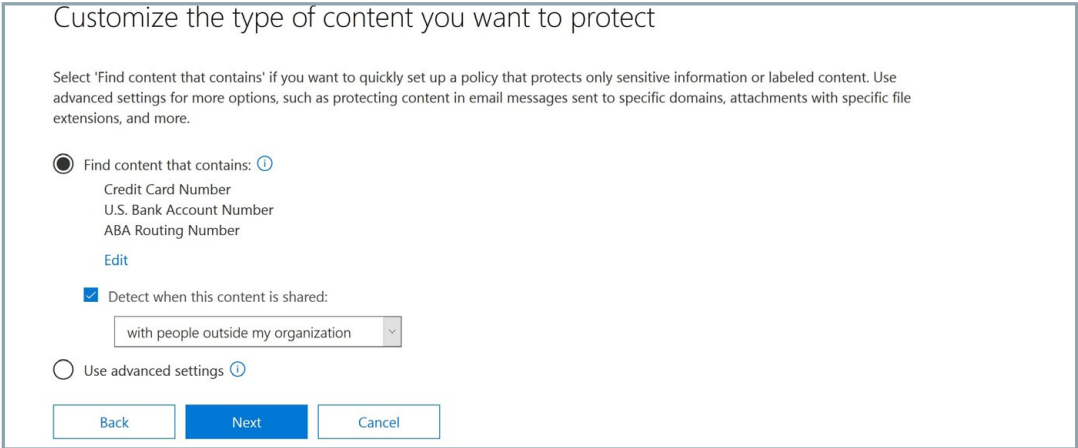 Customize the type of content you want to protect
Select 'Find content that contains' if you want to quickly set up a policy that protects only sensitive information or labeled content. Use
advanced settings for more options, such as protecting content in email messages sent to specific domains, attachments with specific file
extensions, and more.
Find content that contains:
Credit Card Number
U.S. Bank Account Number
ABA Routing Number
Edit
Detect when this content is shared:
with people outside my organization
Use advanced settings
Back Next Cancel